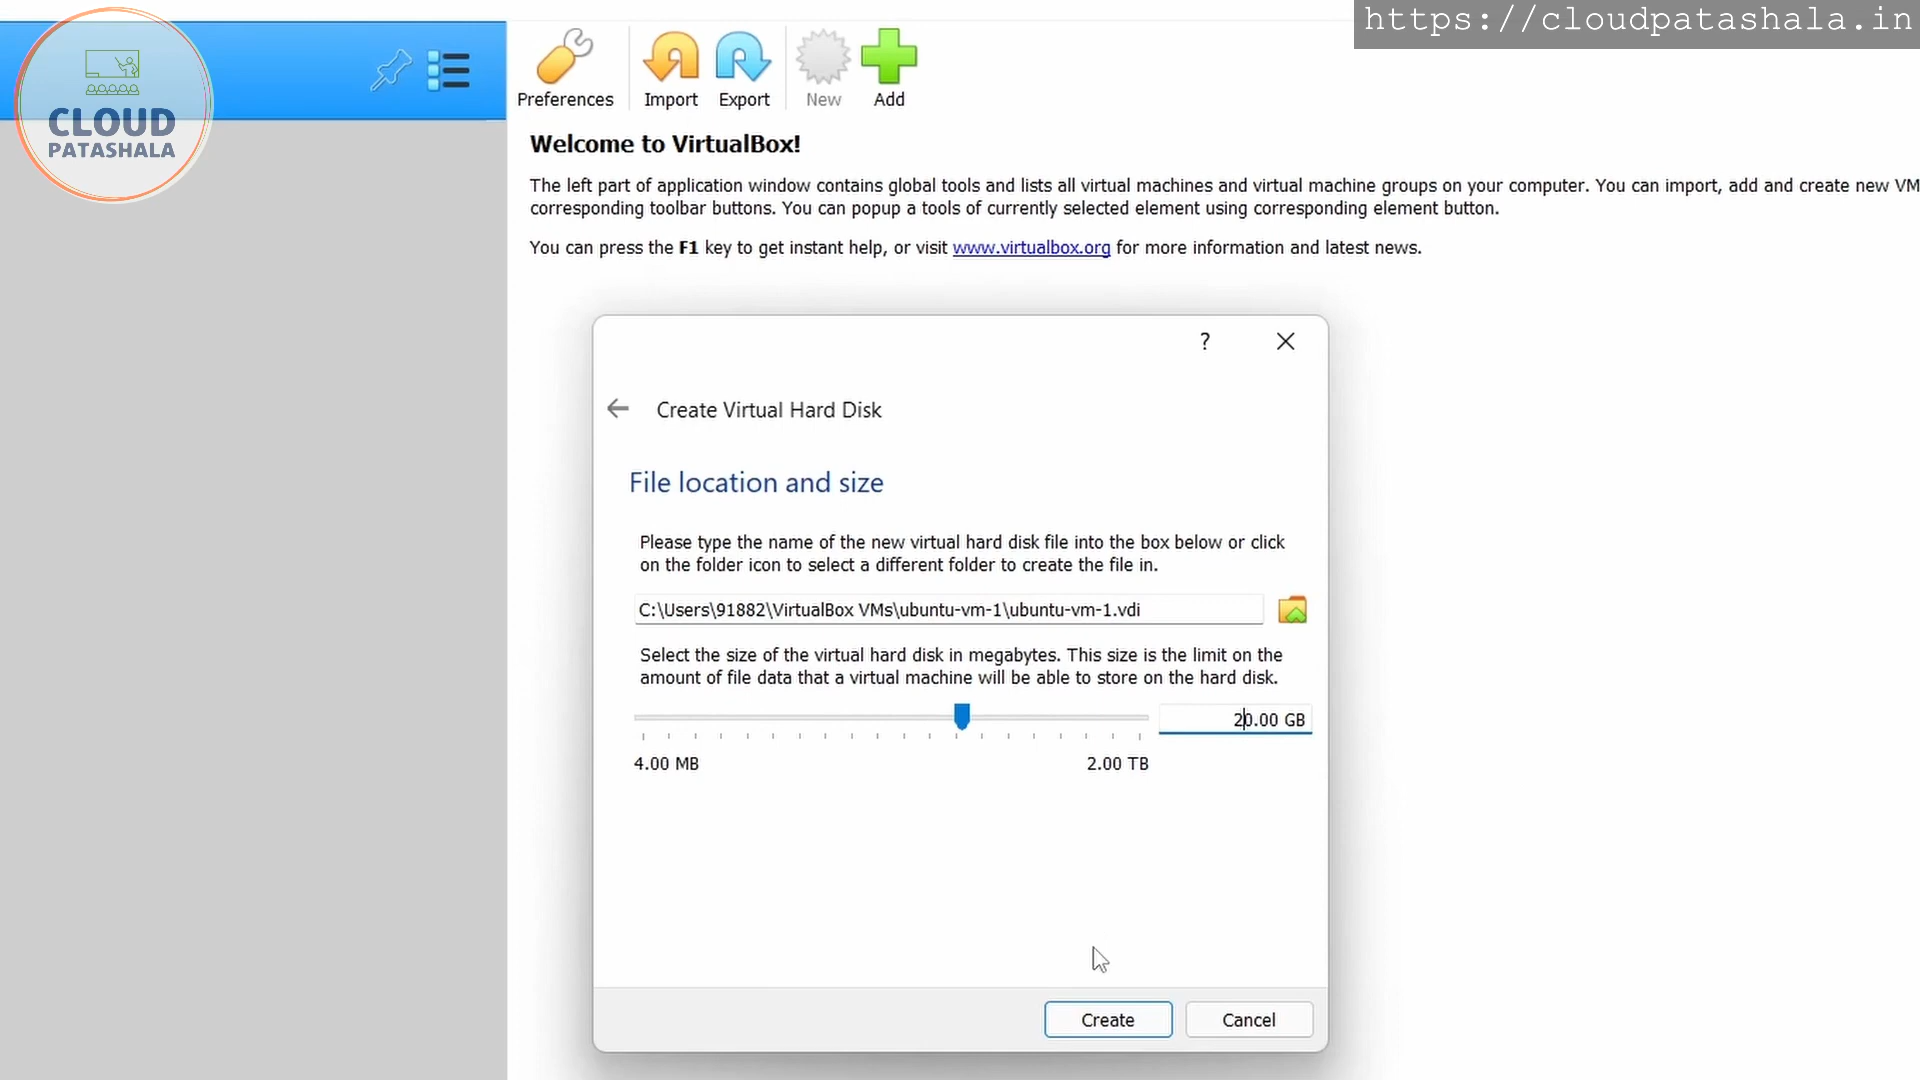 https://cloudpatashala.in
CLOUD
PATASHALA
Preferences
Import
Export
New
Add
Welcome to VirtualBox!
The left part of application window contains global tools and lists all virtual machines and virtual machine groups on your computer. You can import, add and create new VM
corresponding toolbar buttons. You can popup a tools of currently selected element using corresponding element button.
You can press the F1 key to get instant help, or visit www.virtualbox.org for more information and latest news.
?
Create Virtual Hard Disk
File location and size
Please type the name of the new virtual hard disk file into the box below or click
on the folder icon to select a different folder to create the file in.
C:\Users\91882\VirtualBox VMs\ubuntu-vm-1\ubuntu-vm-1.vdi
Select the size of the virtual hard disk in megabytes. This size is the limit on the
amount of file data that a virtual machine will be able to store on the hard disk.
20.00 GB
4.00 MB
2.00 TB
Create
Cancel